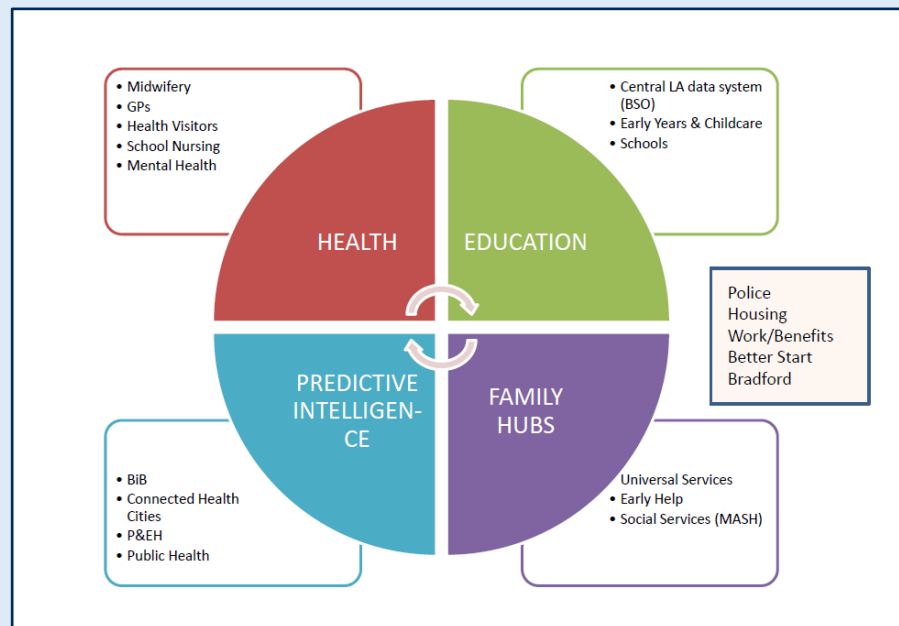 • Midwifery
• GPs
• Health Visitors
• School Nursing
• Mental Health
• Central LA data system
(BSO)
• Early Years & Childcare
• Schools
HEALTH
EDUCATION
Police
Housing
Work/Benefits
Better Start
Bradford
PREDICTIVE
INTELLIGEN-
CE
FAMILY
HUBS
• BiB
• Connected Health
Cities
• P&EH
• Public Health
Universal Services
• Early Help
• Social Services (MASH)